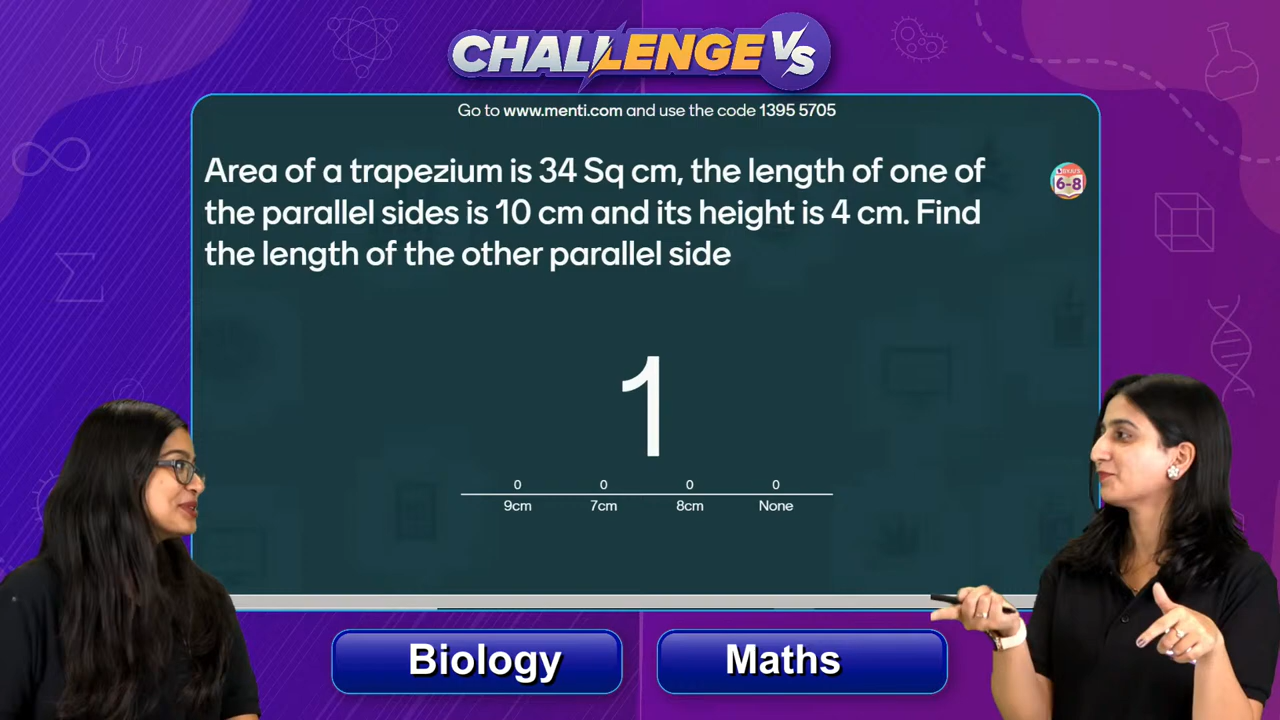 CHALLENGE VS
Go to www.menti.com and use the code 1395 5705
Area of a trapezium is 34 Sq cm, the length of one of
the parallel sides is 10 cm and its height is 4 cm. Find
the length of the other parallel side
6-8
1
0 0 0 0
9cm 7cm 8cm None
Biology Maths